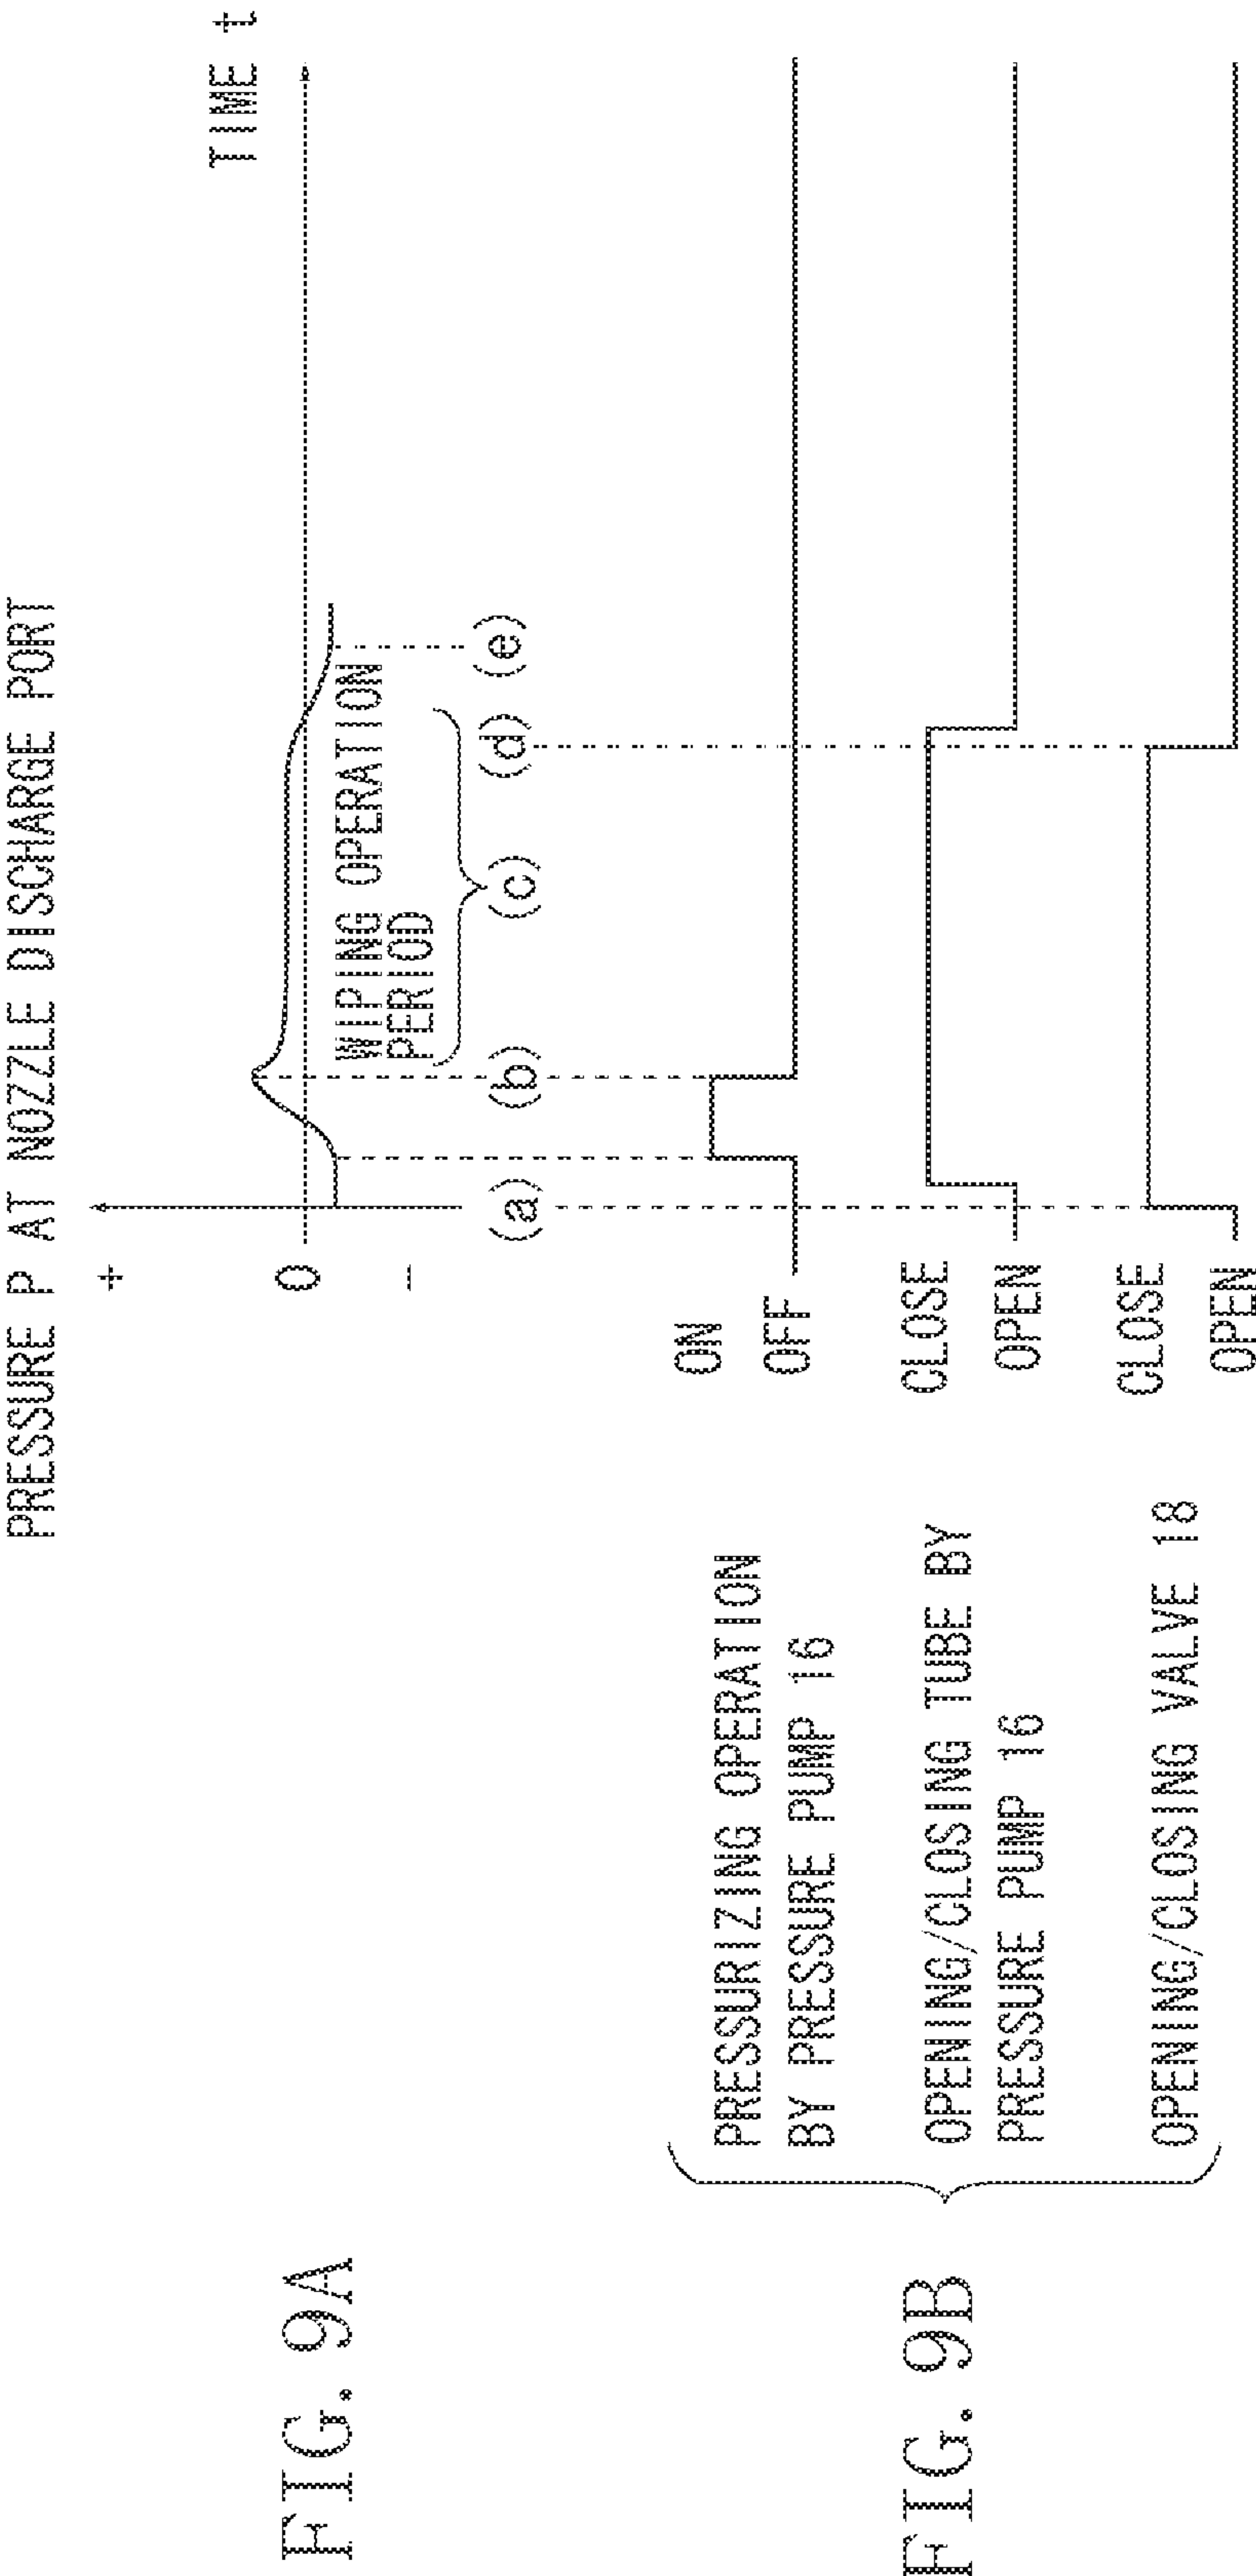 FIG. 9A
PRESSURE P AT NOZZLE DISCHARGE PORT
+
0
−
TIME t
WIPING OPERATION
PERIOD
(a)
(b)
(c)
(d)
(e)
FIG. 9B
PRESSURIZING OPERATION
BY PRESSURE PUMP 16
ON
OFF
OPENING/CLOSING TUBE BY
PRESSURE PUMP 16
CLOSE
OPEN
OPENING/CLOSING VALVE 18
CLOSE
OPEN